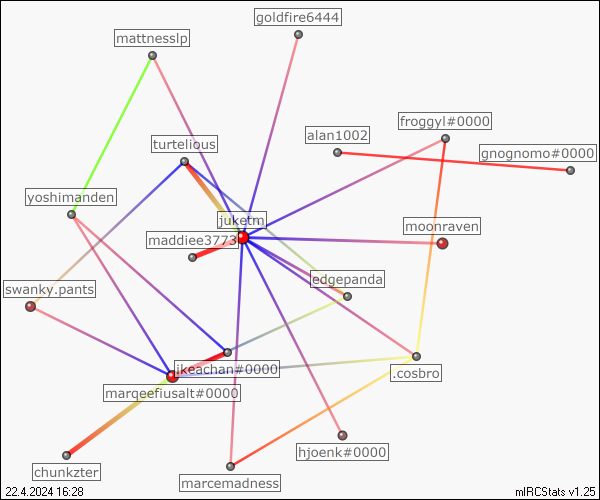 goldfire6444
mattnesslp
froggyl#0000
alan1002
turtelious
gnognomo#0000
yoshimanden
juketm
moonraven
maddiee3773
edgepanda
swanky.pants
ikeachan#0000
.cosbro
marqeefiusalt#0000
hjoenk#0000
chunkzter
marcemadness
22.4.2024 16:28
mIRCStats v1.25